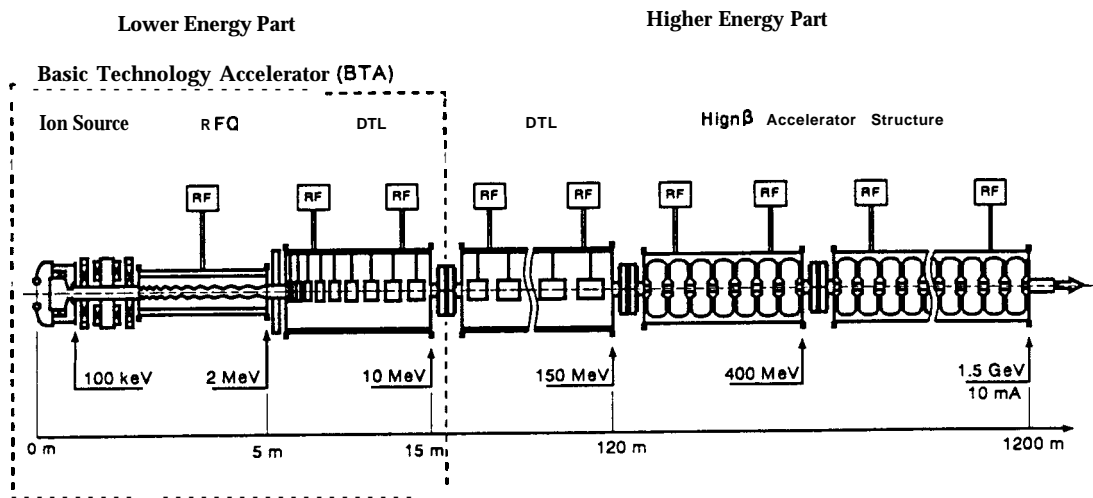 Lower Energy Part
Higher Energy Part
Basic Technology Accelerator (BTA)
Ion Source RFQ DTL DTL Hignβ Accelerator Structure
RF RF RF RF RF RF RF RF RF
100 keV 2 MeV 10 MeV 150 MeV 400 MeV 1.5 GeV
10 mA
0 m 5 m 15 m 120 m 1200 m